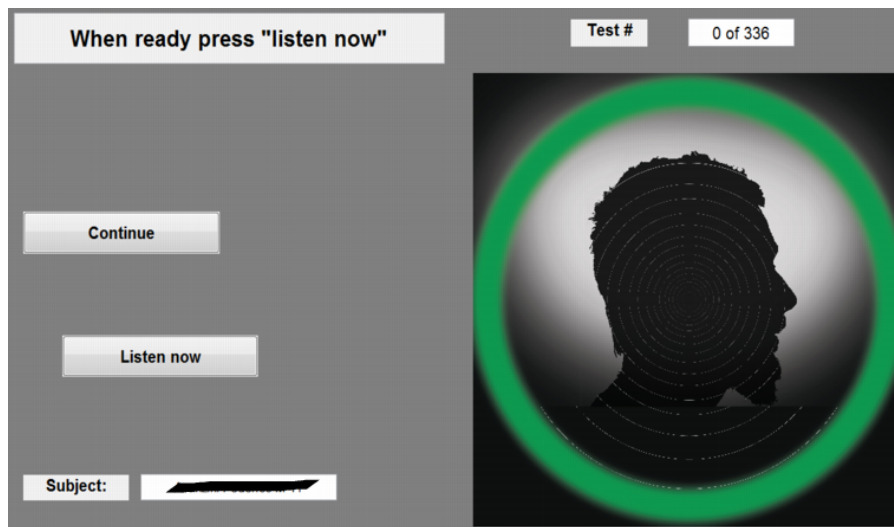 When ready press "listen now"
Test # 0 of 336
Continue
Listen now
Subject: